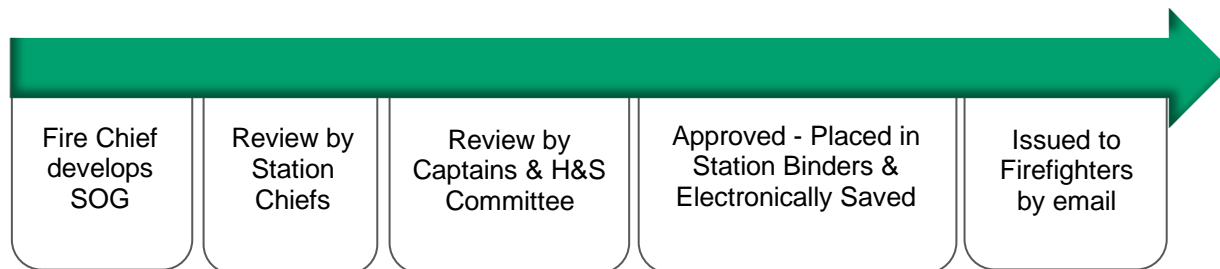 Fire Chief
develops
SOG
Review by
Station
Chiefs
Review by
Captains & H&S
Committee
Approved - Placed in
Station Binders &
Electronically Saved
Issued to
Firefighters
by email